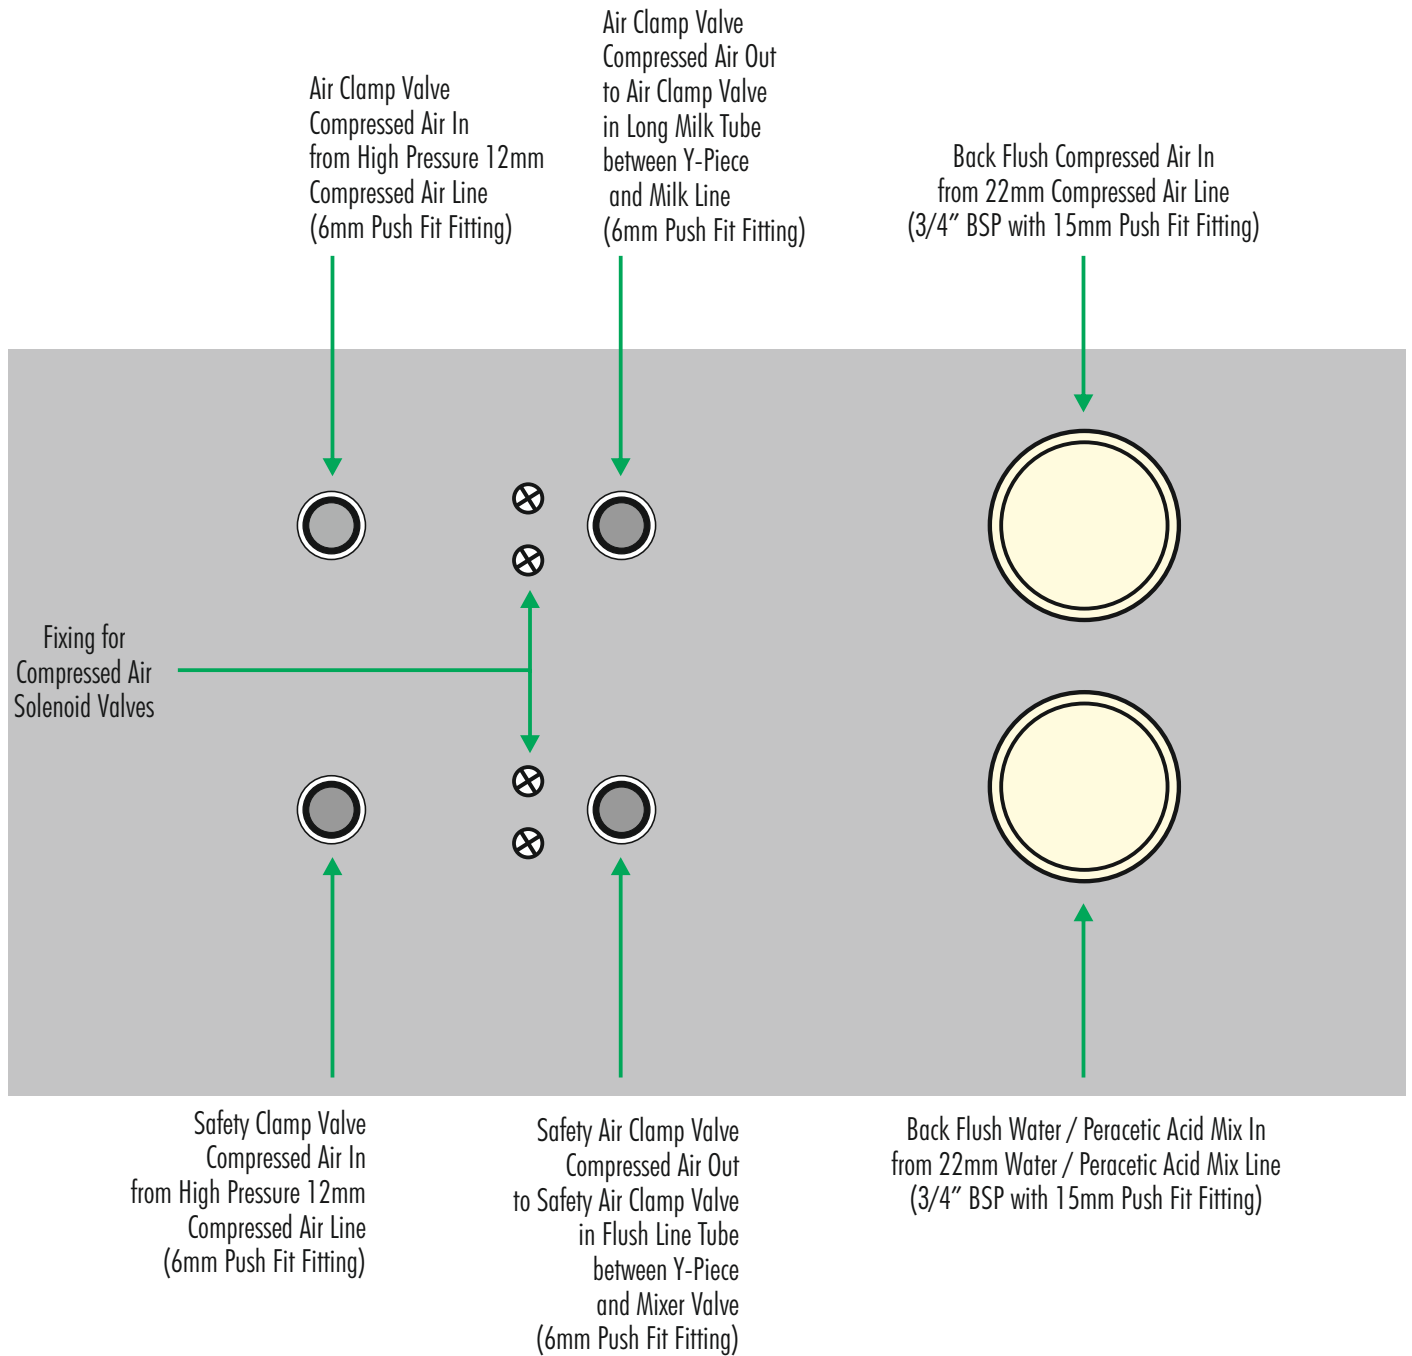 Air Clamp Valve
Compressed Air In
from High Pressure 12mm
Compressed Air Line
(6mm Push Fit Fitting)
Air Clamp Valve
Compressed Air Out
to Air Clamp Valve
in Long Milk Tube
between Y-Piece
and Milk Line
(6mm Push Fit Fitting)
Back Flush Compressed Air In
from 22mm Compressed Air Line
(3/4" BSP with 15mm Push Fit Fitting)
Fixing for
Compressed Air
Solenoid Valves
Safety Clamp Valve
Compressed Air In
from High Pressure 12mm
Compressed Air Line
(6mm Push Fit Fitting)
Safety Air Clamp Valve
Compressed Air Out
to Safety Air Clamp Valve
in Flush Line Tube
between Y-Piece
and Mixer Valve
(6mm Push Fit Fitting)
Back Flush Water / Peracetic Acid Mix In
from 22mm Water / Peracetic Acid Mix Line
(3/4" BSP with 15mm Push Fit Fitting)